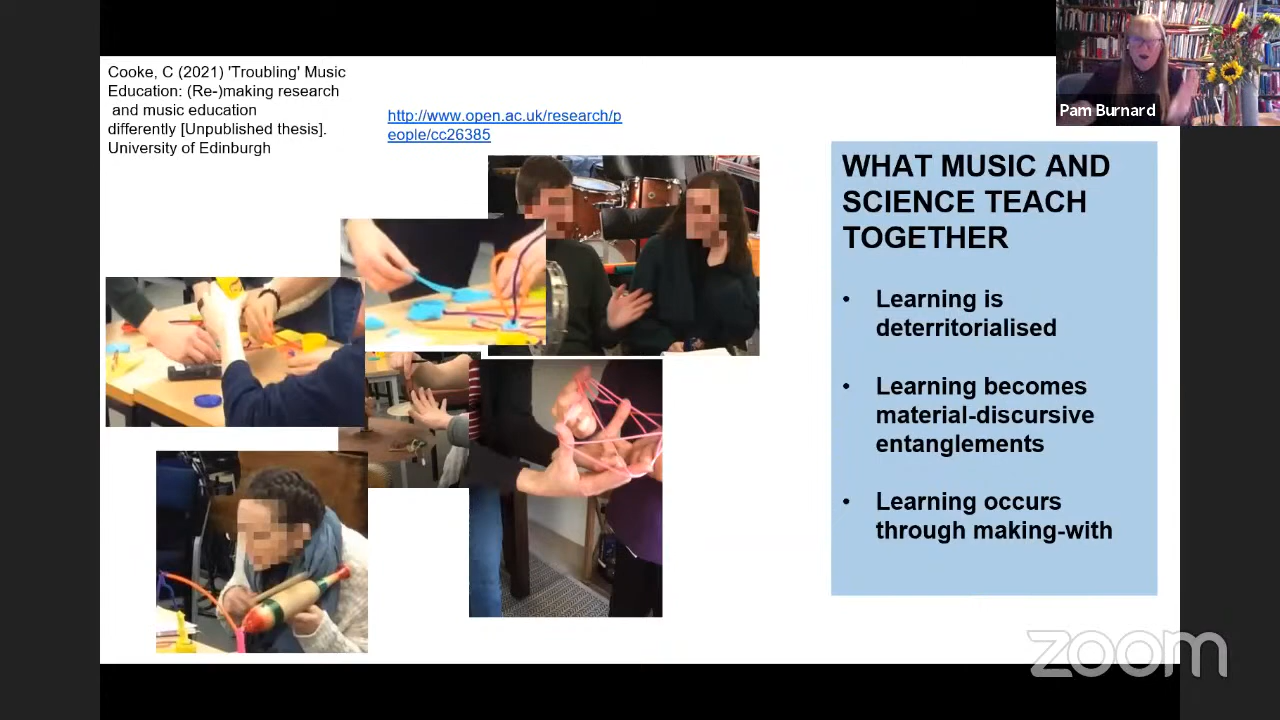 Cooke, C (2021) 'Troubling' Music
Education: (Re-)making research
and music education
differently [Unpublished thesis].
University of Edinburgh
http://www.open.ac.uk/research/p
eople/cc26385
Pam Burnard
WHAT MUSIC AND
SCIENCE TEACH
TOGETHER
• Learning is
deterritorialised
• Learning becomes
material-discursive
entanglements
• Learning occurs
through making-with
zoom